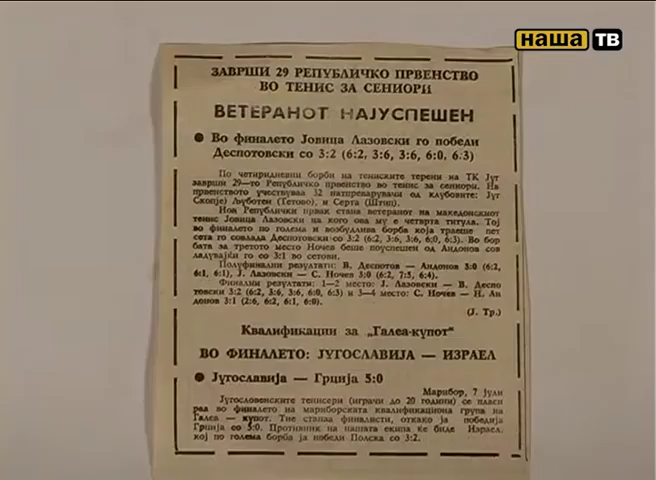 наша ТВ
ЗАВРШИ 29 РЕПУБЛИЧКО ПРВЕНСТВО
ВО ТЕНИС ЗА СЕНИОРИ
ВЕТЕРАНОТ НАЈУСПЕШЕН
● Во финалето Јовица Лазовски го победи
Деспотовски со 3:2 (6:2, 3:6, 3:6, 6:0, 6:3)
По четиридневни борби на тениските терени на ТК Југ
заврши 29—то Републичко првенство во тенис за сениори. На
првенството учествуваа 32 натпреварувачи од клубовите: Југ
Скопје) Љуботен (Тетово), и Серта (Штип).
Нов Републички првак стана ветеранот на македонскиот
тенис Јовица Лазовски на кого ова му е четврта титула. Тој
во финалето по голема и возбудлива борба која траеше пет
сета го совлада Деспотовски со 3:2 (6:2, 3:6, 3:6, 6:0, 6:3). Во бор
бата за третото место Ночев беше поуспешен од Андонов сов
ладувајќи го со 3:1 во сетови.
Полуфинални резултати: В. Деспотов — Андонов 3:0 (6:2,
6:1, 6:1), Ј. Лазовски — С. Ночев 3:0 (6:2, 7:5, 6:4).
Финални резултати: 1—2 место: Ј. Лазовски — В. Деспо
товски 3:2 (6:2, 3:6, 3:6, 6:0, 6:3) и 3—4 место: С. Ночев — Н. Ан
донов 3:1 (2:6, 6:2, 6:1, 6:0).
(Ј. Тр.)
Квалификации за „Галеа-купот“
ВО ФИНАЛЕТО: ЈУГОСЛАВИЈА — ИЗРАЕЛ
● Југославија — Грција 5:0
Марибор, 7 јули
Југословенските тенисери (играчи до 20 години) се пласи
раа во финалето на мариборската квалификациона група на
Галеа — купот. Тие станаа финалисти, откако ја победија
Грција со 5:0. Противник на нашата екипа ќе биде Израел,
кој по голема борба ја победи Полска со 3:2.